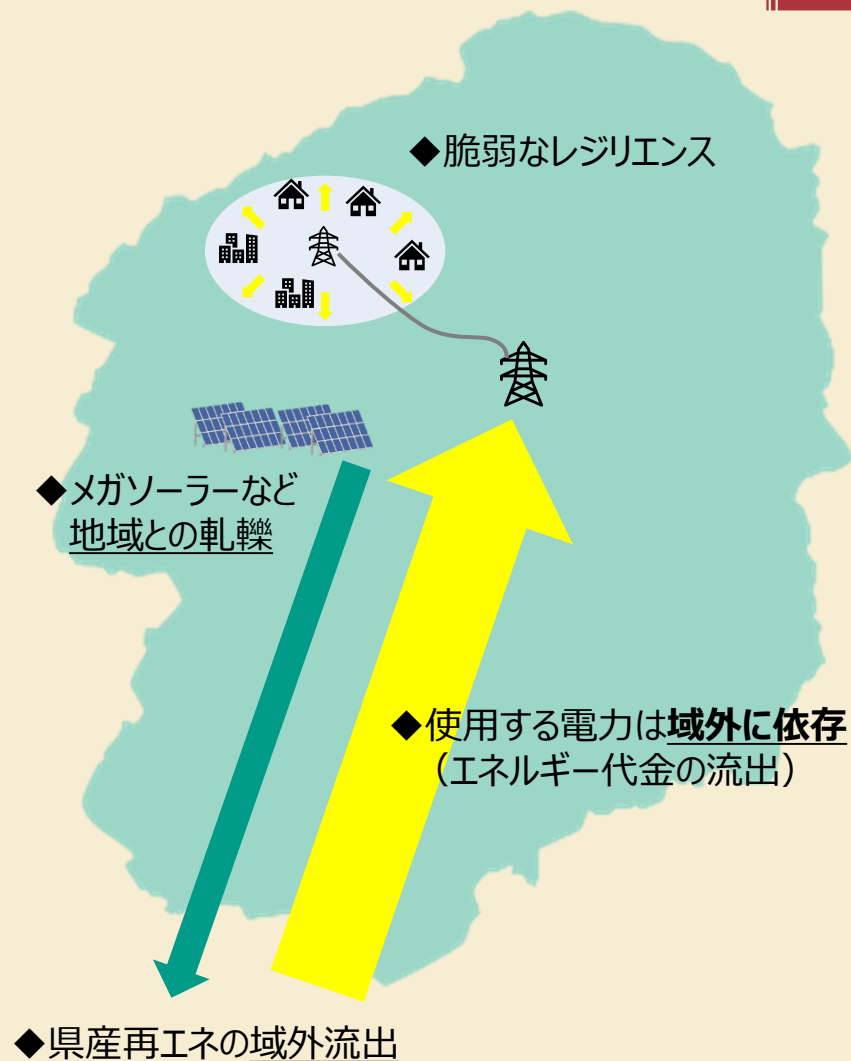 ◆脆弱なレジリエンス
◆メガソーラーなど
地域との軋轢
◆使用する電力は域外に依存
（エネルギー代金の流出）
◆県産再エネの域外流出